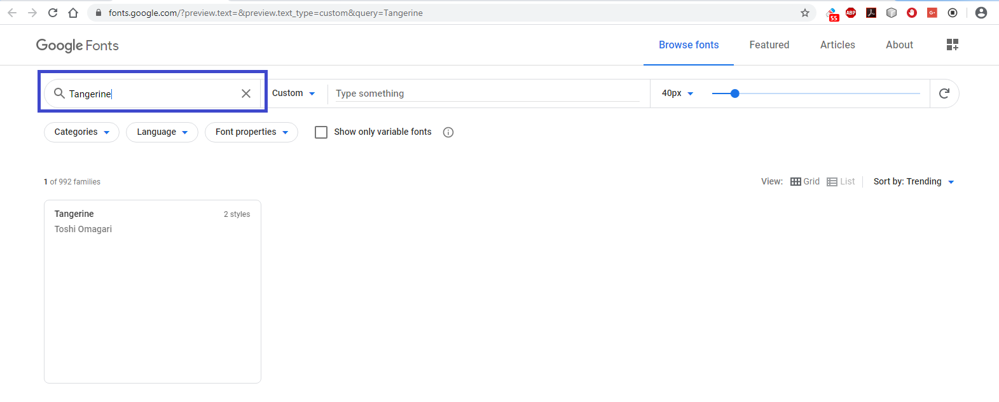 fonts.google.com/?preview.text=&preview.text_type=custom&query=Tangerine
55
ABP
G+
Google Fonts
Browse fonts
Featured
Articles
About
Tangerine
Custom
Type something
40px
Categories
Language
Font properties
Show only variable fonts
1 of 992 families
View:
Grid
List
Sort by: Trending
Tangerine
2 styles
Toshi Omagari